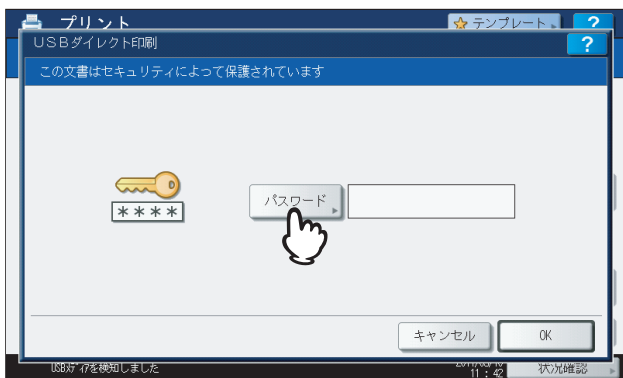 プリント
テンプレート
?
USBダイレクト印刷
?
この文書はセキュリティによって保護されています
****
パスワード
キャンセル
OK
USBﾒﾃﾞｨｱを検知しました
11 : 42
状況確認